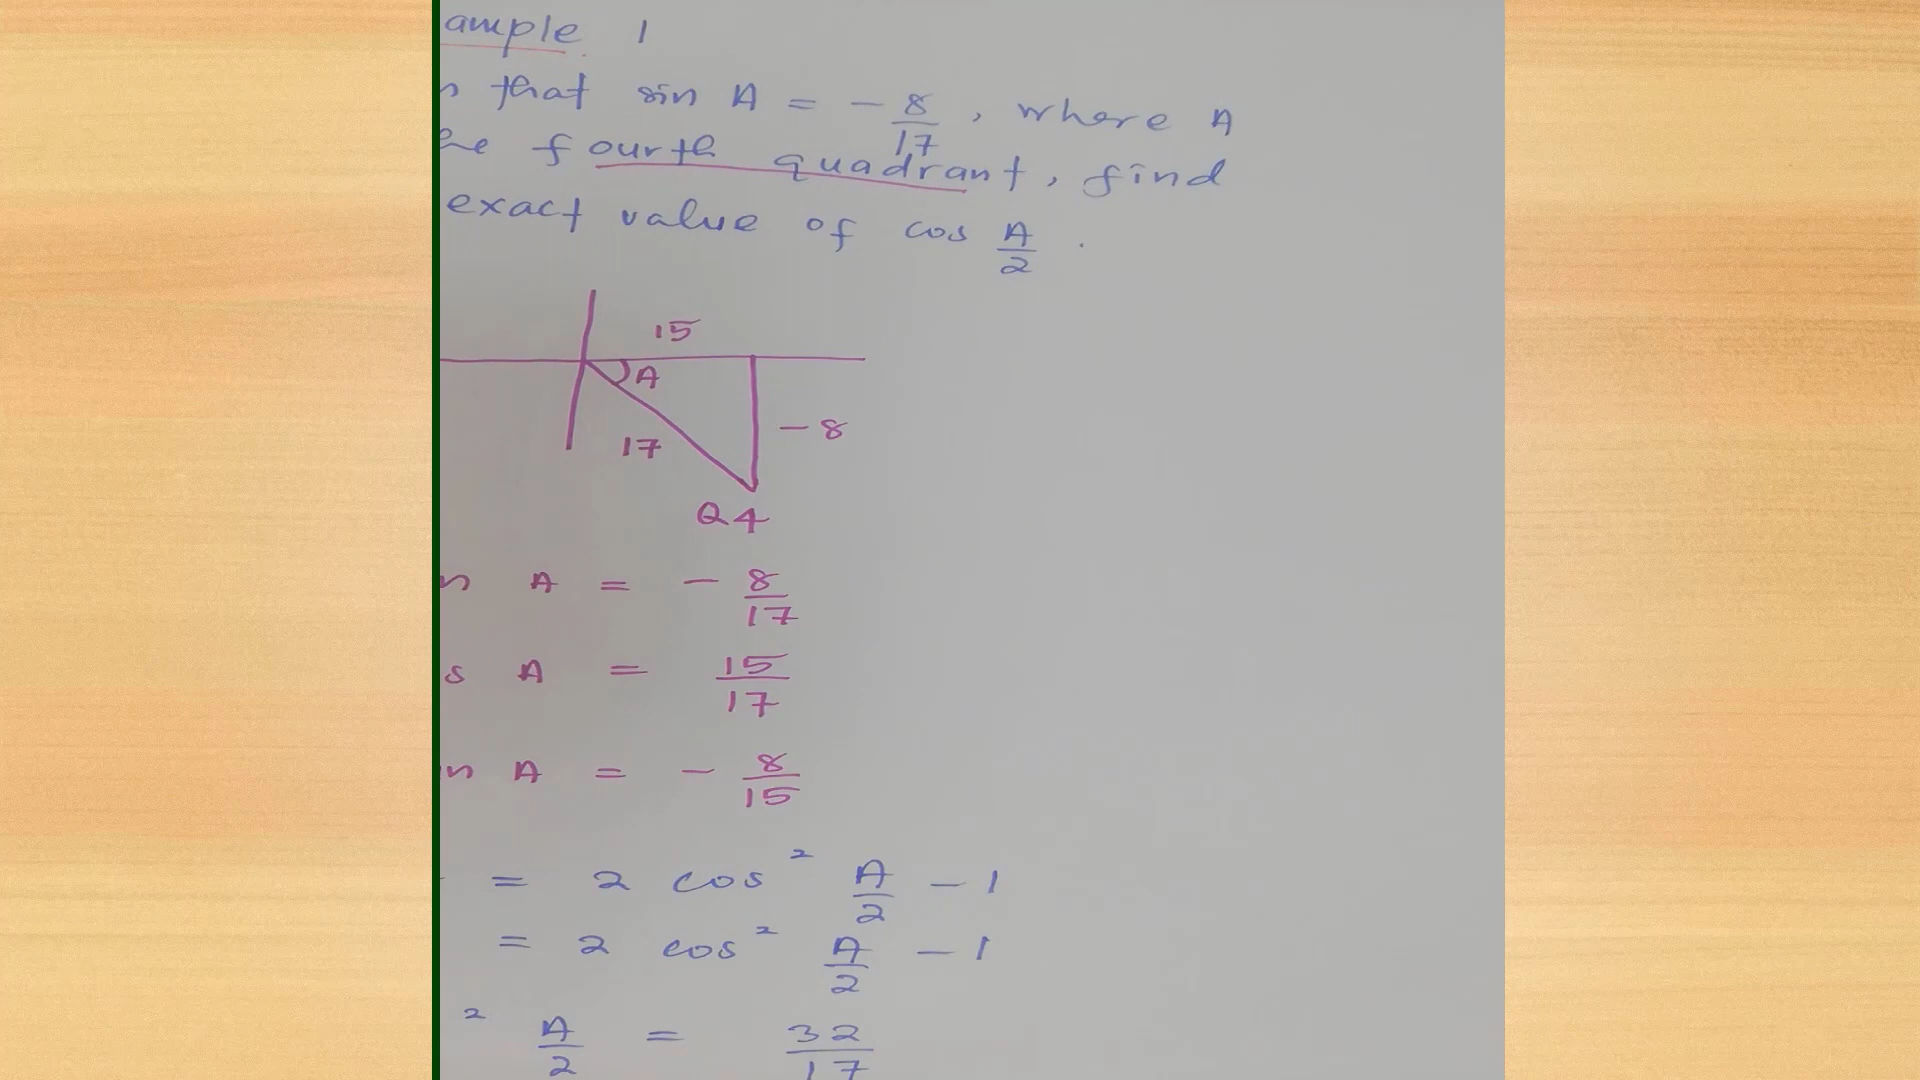 ample 1
that sin A = - 8/17, where A
fourth quadrant, find
exact value of cos A/2.
15
A
17
- 8
Q4
n A = - 8/17
s A = 15/17
n A = - 8/15
= 2 cos² A/2 - 1
= 2 cos² A/2 - 1
² A/2 = 32/17